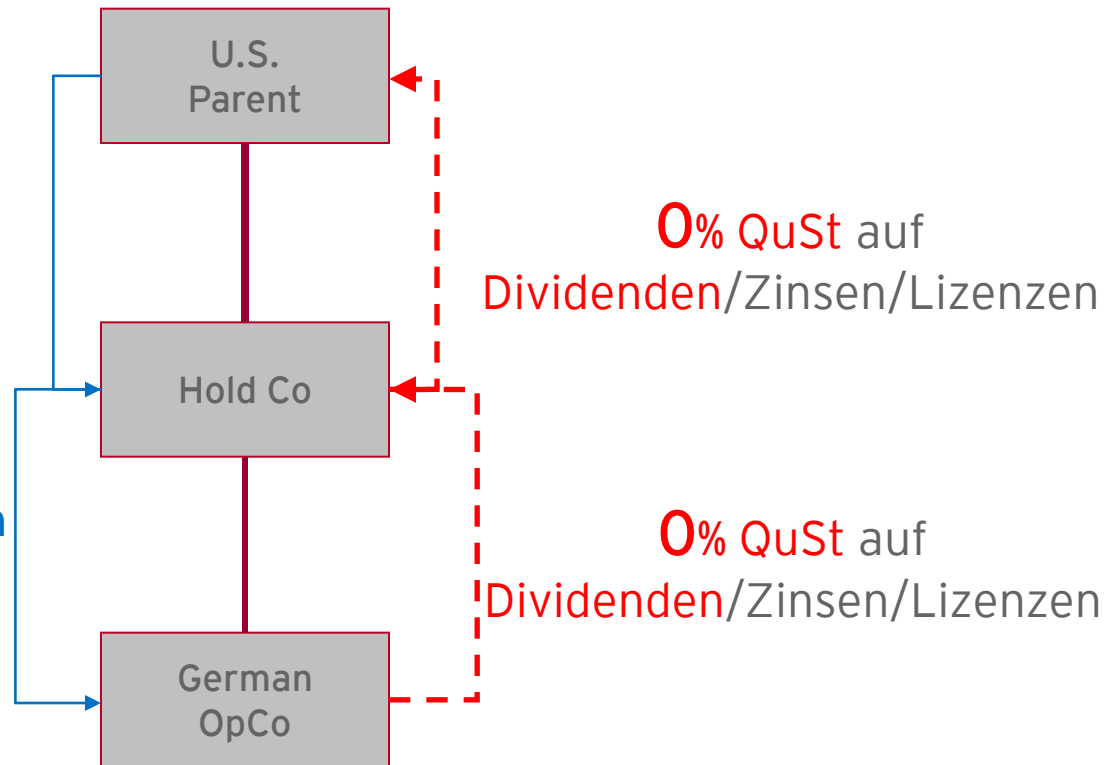 U.S.
Parent
0% QuSt auf
Dividenden/Zinsen/Lizenzen
Hold Co
0% QuSt auf
Dividenden/Zinsen/Lizenzen
German
OpCo